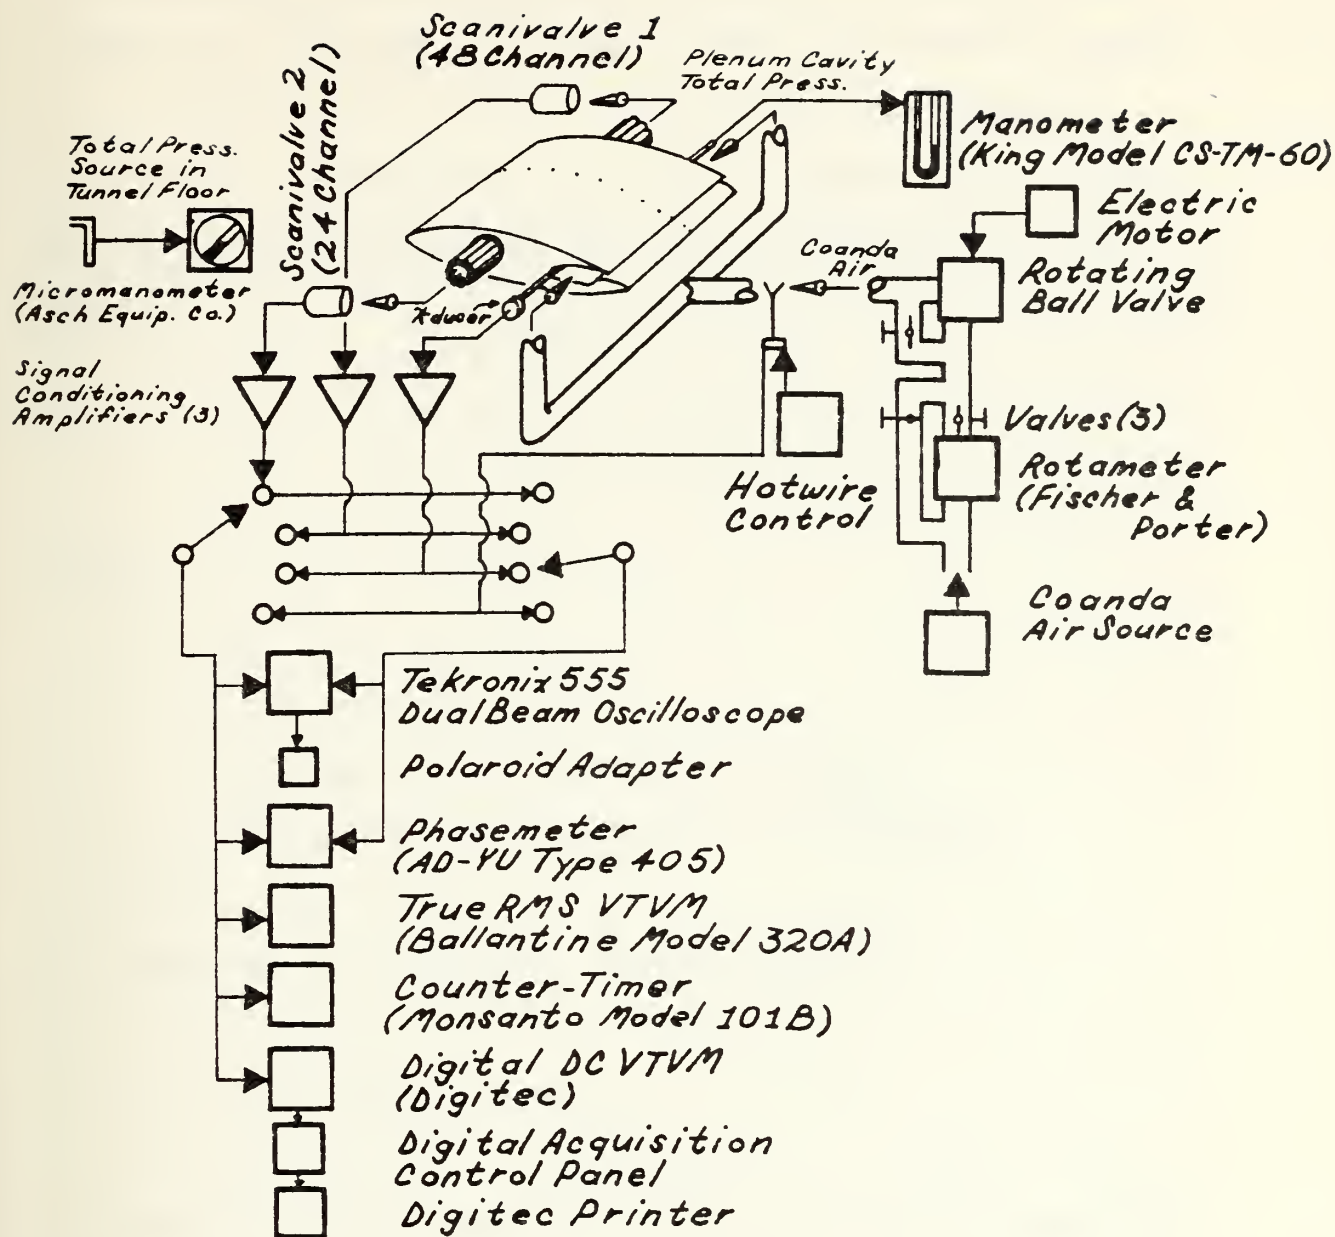 Scanivalve 1
(48 Channel)
Scanivalve 2
(24 Channel)
Plenum Cavity
Total Press.
Manometer
(King Model CS-TM-60)
Total Press.
Source in
Tunnel Floor
Electric
Motor
Coanda
Air
Rotating
Ball Valve
Micromanometer
(Asch Equip. Co.)
X-ducer
Signal
Conditioning
Amplifiers (3)
Valves (3)
Hotwire
Control
Rotameter
(Fischer &
Porter)
Coanda
Air Source
Tekronix 555
Dual Beam Oscilloscope
Polaroid Adapter
Phasemeter
(AD-YU Type 405)
True RMS VTVM
(Ballantine Model 320A)
Counter-Timer
(Monsanto Model 101B)
Digital DC VTVM
(Digitec)
Digital Acquisition
Control Panel
Digitec Printer